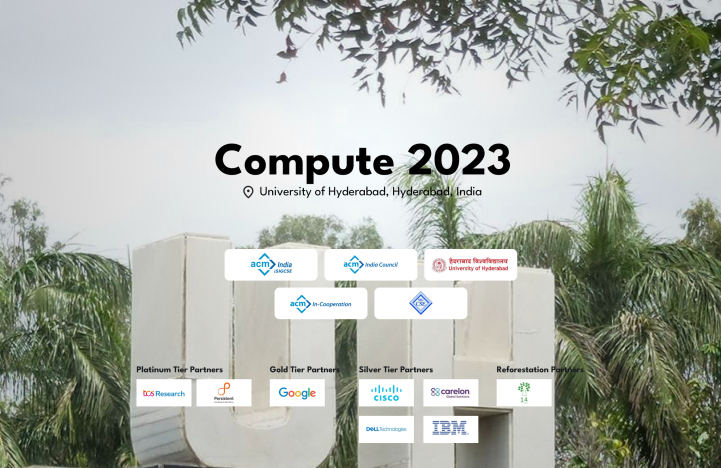 Compute 2023
University of Hyderabad, Hyderabad, India
acm India
iSIGCSE
acm India Council
हैदराबाद विश्वविद्यालय
University of Hyderabad
acm In-Cooperation
Platinum Tier Partners
Gold Tier Partners
Silver Tier Partners
Reforestation Partners
tcs Research
Persistent
Google
CISCO
carelon
Global Solutions
14
DELL Technologies
IBM